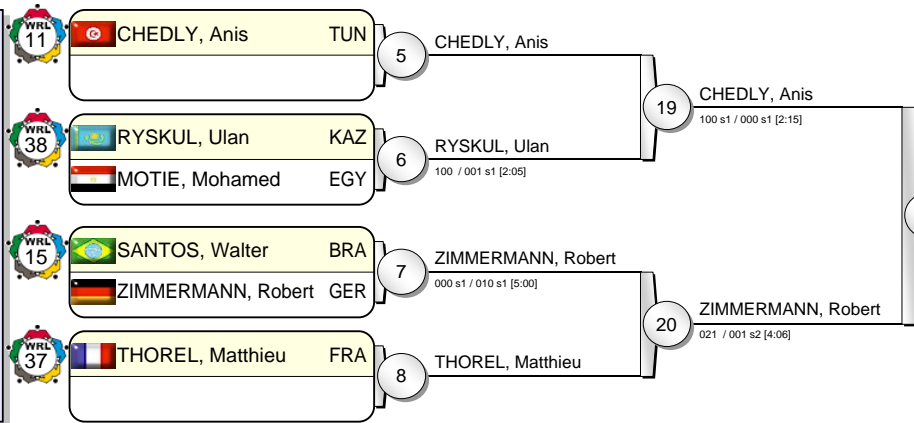 WRL
11
CHEDLY, Anis TUN
5
CHEDLY, Anis
19
CHEDLY, Anis
100 s1 / 000 s1 [2:15]
WRL
38
RYSKUL, Ulan KAZ
MOTIE, Mohamed EGY
6
RYSKUL, Ulan
100 / 001 s1 [2:05]
WRL
15
SANTOS, Walter BRA
ZIMMERMANN, Robert GER
7
ZIMMERMANN, Robert
000 s1 / 010 s1 [5:00]
20
ZIMMERMANN, Robert
021 / 001 s2 [4:06]
WRL
37
THOREL, Matthieu FRA
8
THOREL, Matthieu